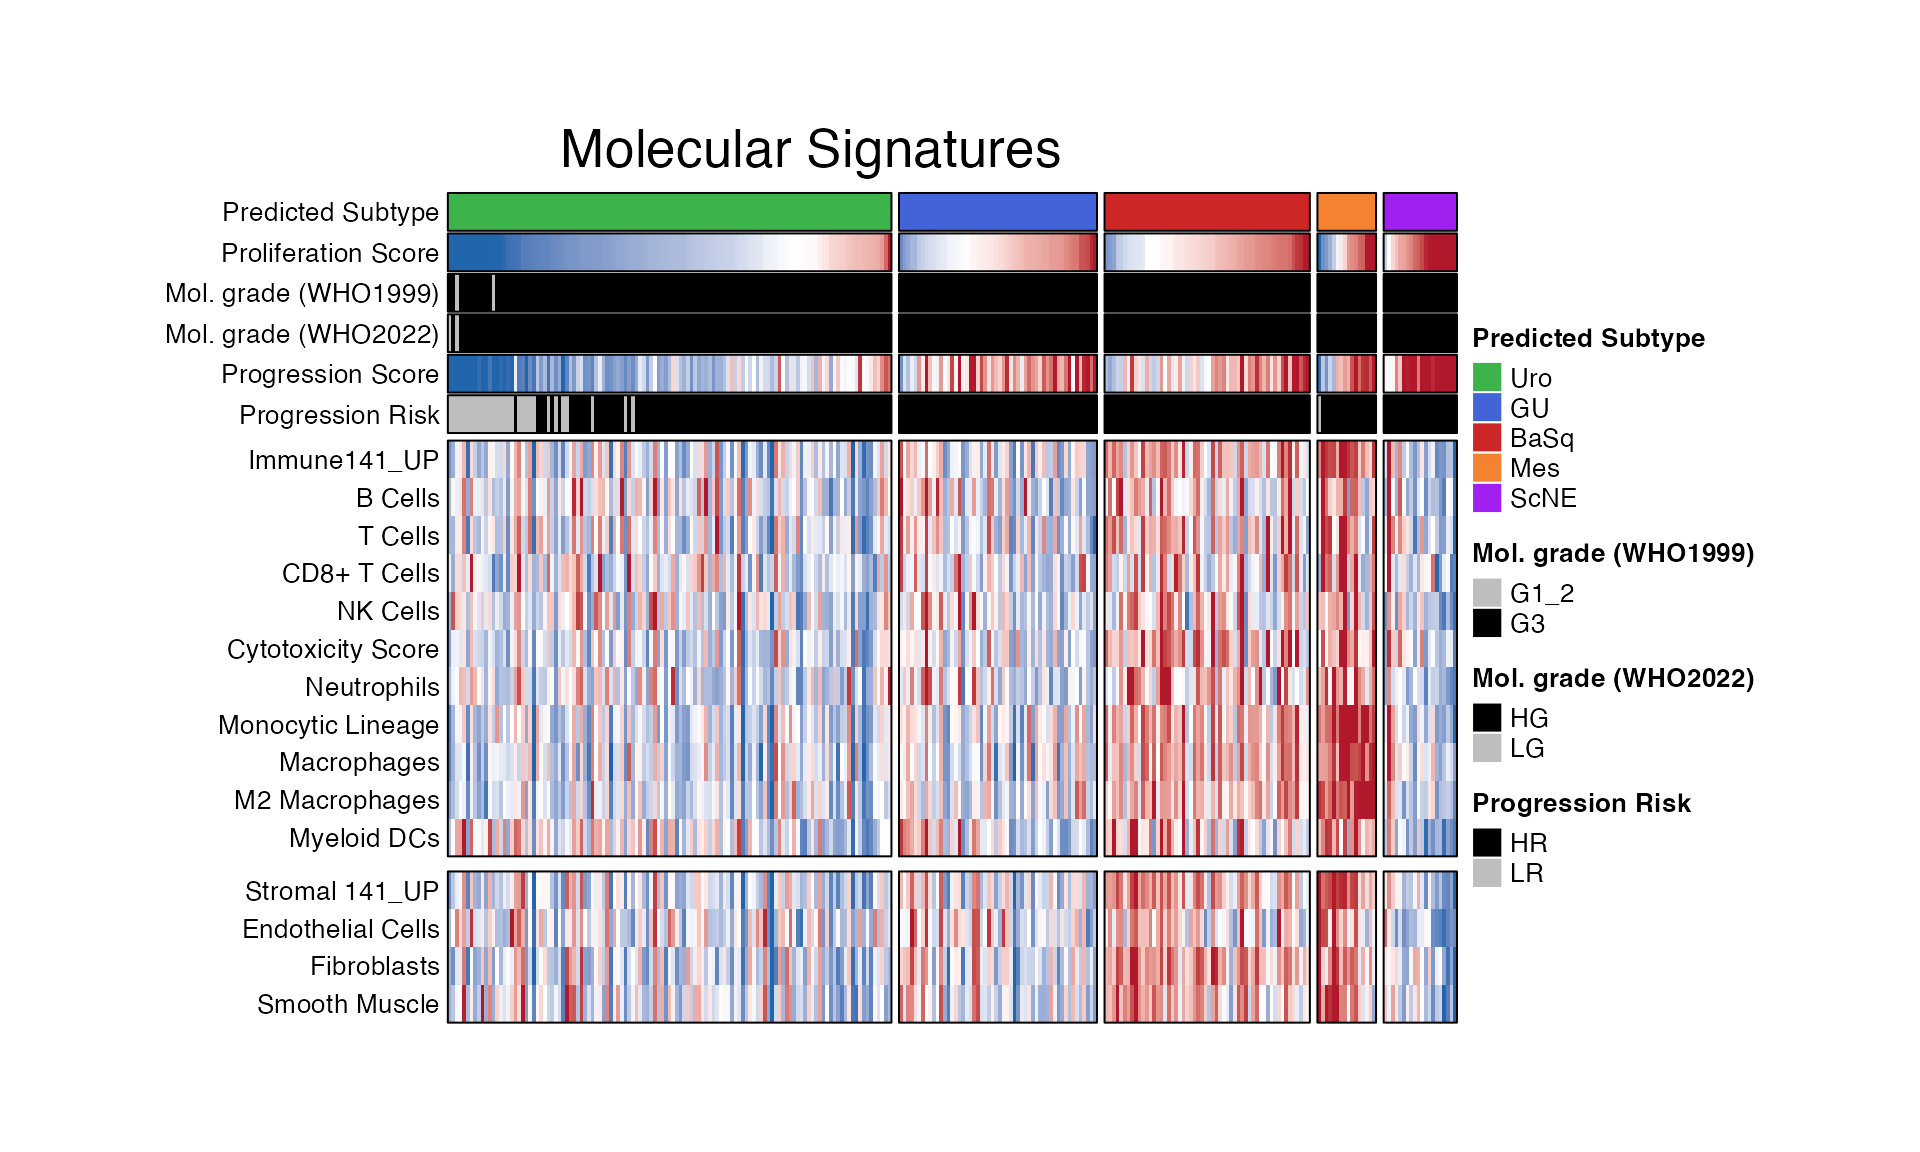 Molecular Signatures
Predicted Subtype
Proliferation Score
Mol. grade (WHO1999)
Mol. grade (WHO2022)
Progression Score
Progression Risk
Immune141_UP
B Cells
T Cells
CD8+ T Cells
NK Cells
Cytotoxicity Score
Neutrophils
Monocytic Lineage
Macrophages
M2 Macrophages
Myeloid DCs
Stromal 141_UP
Endothelial Cells
Fibroblasts
Smooth Muscle
Predicted Subtype
Uro
GU
BaSq
Mes
ScNE
Mol. grade (WHO1999)
G1_2
G3
Mol. grade (WHO2022)
HG
LG
Progression Risk
HR
LR